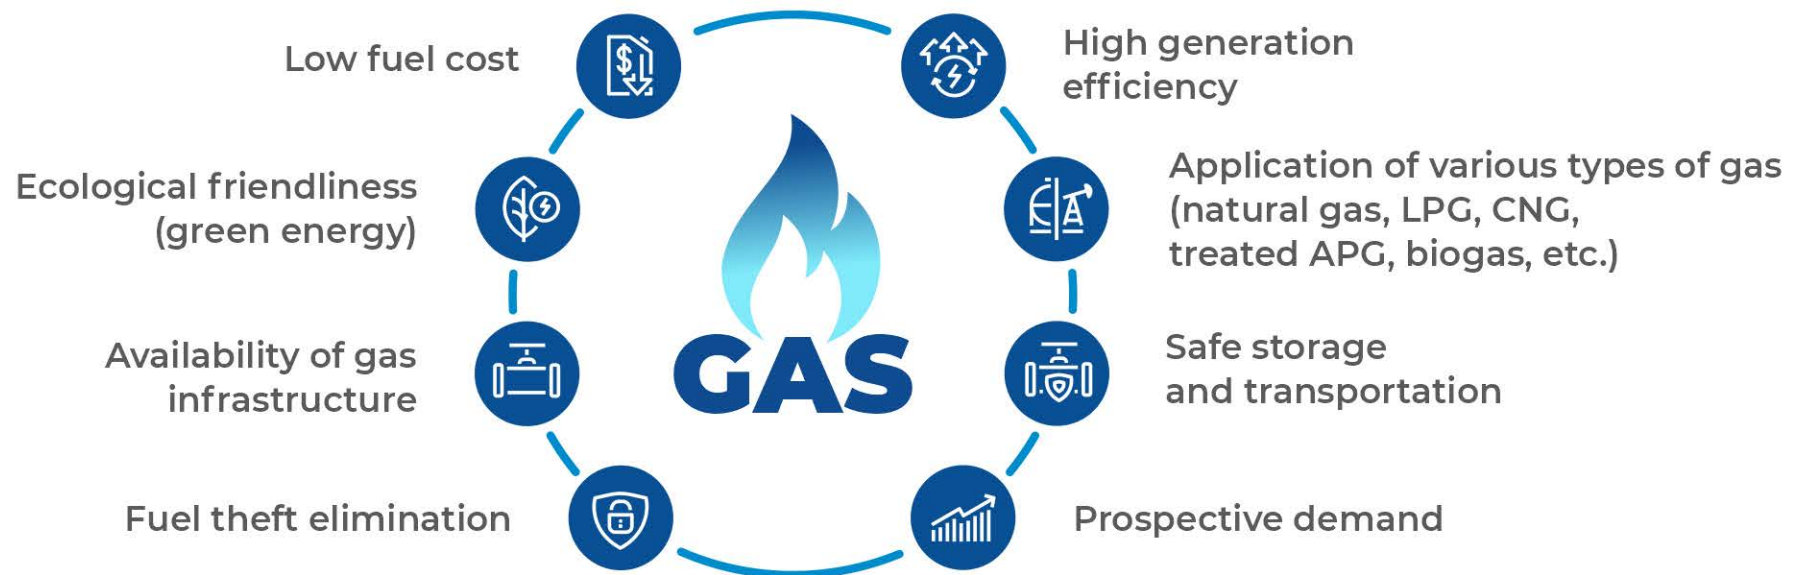 Low fuel cost
High generation
efficiency
Ecological friendliness
(green energy)
Application of various types of gas
(natural gas, LPG, CNG,
treated APG, biogas, etc.)
GAS
Availability of gas
infrastructure
Safe storage
and transportation
Fuel theft elimination
Prospective demand